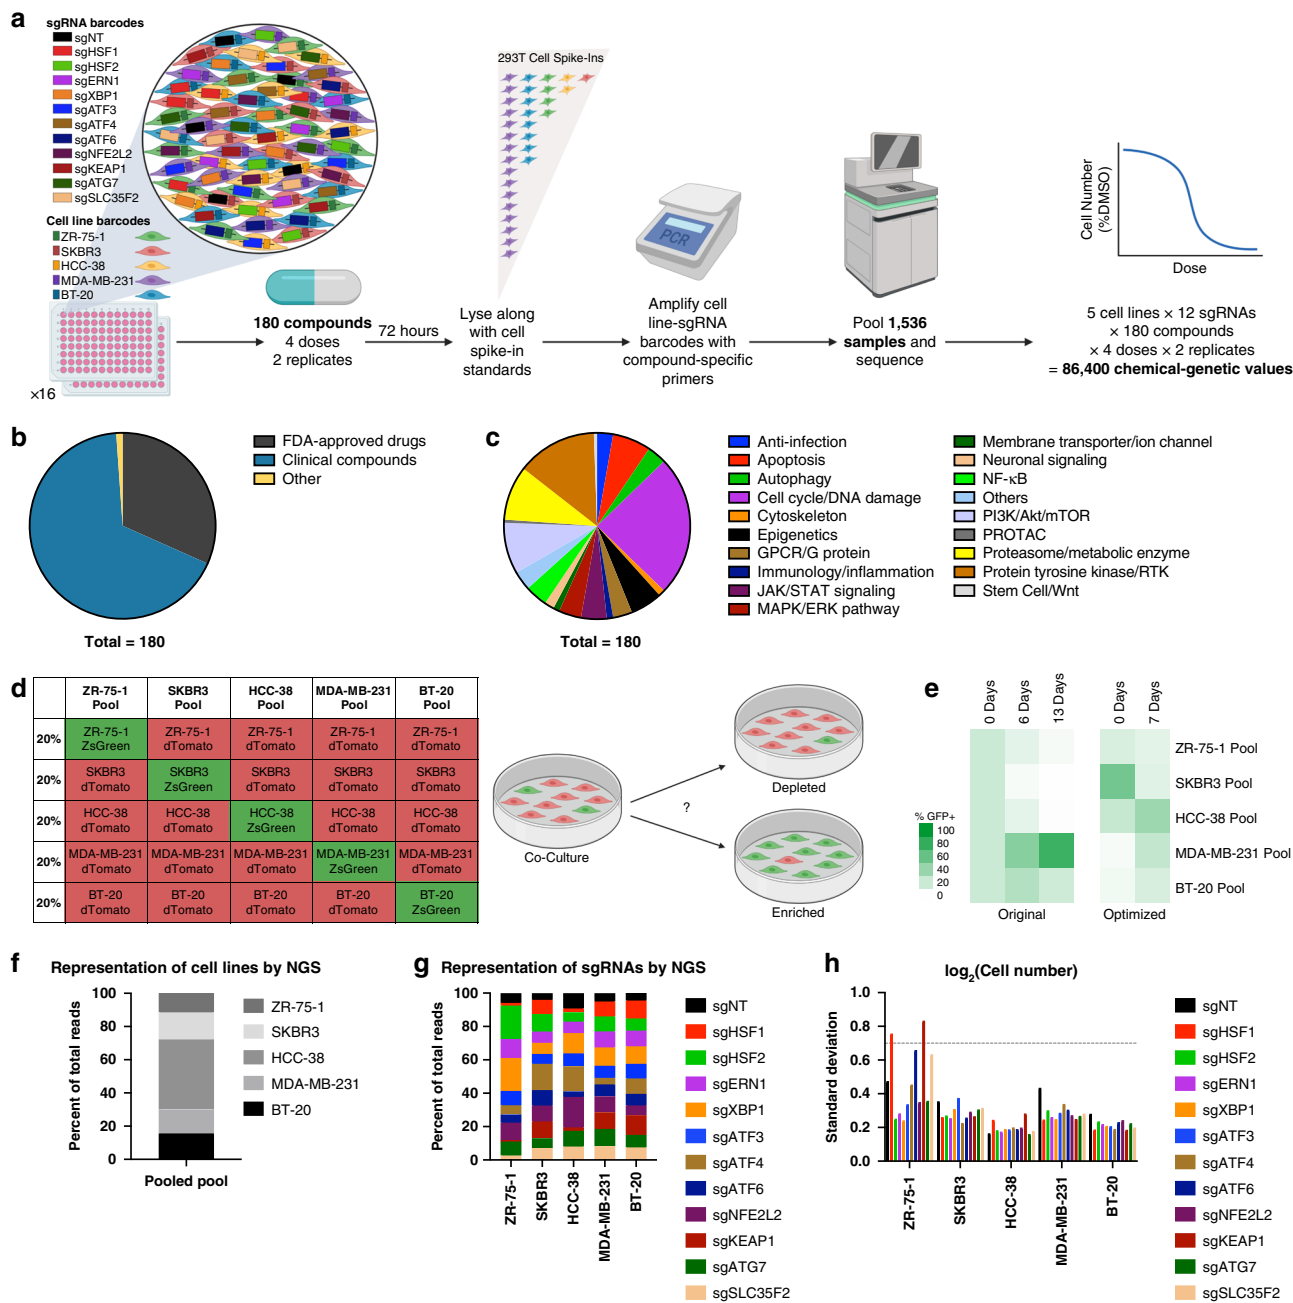 a
sgRNA barcodes
sgNT
sgHSF1
sgHSF2
sgERN1
sgXBP1
sgATF3
sgATF4
sgATF6
sgNFE2L2
sgKEAP1
sgATG7
sgSLC35F2
Cell line barcodes
ZR-75-1
SKBR3
HCC-38
MDA-MB-231
BT-20
×16
180 compounds
4 doses
2 replicates
72 hours
293T Cell Spike-Ins
Lyse along
with cell
spike-in
standards
PCR
Amplify cell
line-sgRNA
barcodes with
compound-specific
primers
Pool 1,536
samples and
sequence
Cell Number
(%DMSO)
Dose
5 cell lines × 12 sgRNAs
× 180 compounds
× 4 doses × 2 replicates
= 86,400 chemical-genetic values
b
FDA-approved drugs
Clinical compounds
Other
Total = 180
c
Anti-infection
Apoptosis
Autophagy
Cell cycle/DNA damage
Cytoskeleton
Epigenetics
GPCR/G protein
Immunology/inflammation
JAK/STAT signaling
MAPK/ERK pathway
Membrane transporter/ion channel
Neuronal signaling
NF-κB
Others
PI3K/Akt/mTOR
PROTAC
Proteasome/metabolic enzyme
Protein tyrosine kinase/RTK
Stem Cell/Wnt
Total = 180
d
ZR-75-1 Pool SKBR3 Pool HCC-38 Pool MDA-MB-231 Pool BT-20 Pool
20% ZR-75-1 ZsGreen ZR-75-1 dTomato ZR-75-1 dTomato ZR-75-1 dTomato ZR-75-1 dTomato
20% SKBR3 dTomato SKBR3 ZsGreen SKBR3 dTomato SKBR3 dTomato SKBR3 dTomato
20% HCC-38 dTomato HCC-38 dTomato HCC-38 ZsGreen HCC-38 dTomato HCC-38 dTomato
20% MDA-MB-231 dTomato MDA-MB-231 dTomato MDA-MB-231 dTomato MDA-MB-231 ZsGreen MDA-MB-231 dTomato
20% BT-20 dTomato BT-20 dTomato BT-20 dTomato BT-20 dTomato BT-20 ZsGreen
Co-Culture
?
Depleted
Enriched
e
0 Days
6 Days
13 Days
0 Days
7 Days
ZR-75-1 Pool
SKBR3 Pool
HCC-38 Pool
MDA-MB-231 Pool
BT-20 Pool
% GFP+
100
80
60
40
20
0
Original
Optimized
f
Representation of cell lines by NGS
Percent of total reads
100
80
60
40
20
0
Pooled pool
ZR-75-1
SKBR3
HCC-38
MDA-MB-231
BT-20
g
Representation of sgRNAs by NGS
Percent of total reads
100
80
60
40
20
0
ZR-75-1
SKBR3
HCC-38
MDA-MB-231
BT-20
sgNT
sgHSF1
sgHSF2
sgERN1
sgXBP1
sgATF3
sgATF4
sgATF6
sgNFE2L2
sgKEAP1
sgATG7
sgSLC35F2
h
log₂(Cell number)
Standard deviation
1.0
0.8
0.6
0.4
0.2
0.0
ZR-75-1
SKBR3
HCC-38
MDA-MB-231
BT-20
sgNT
sgHSF1
sgHSF2
sgERN1
sgXBP1
sgATF3
sgATF4
sgATF6
sgNFE2L2
sgKEAP1
sgATG7
sgSLC35F2